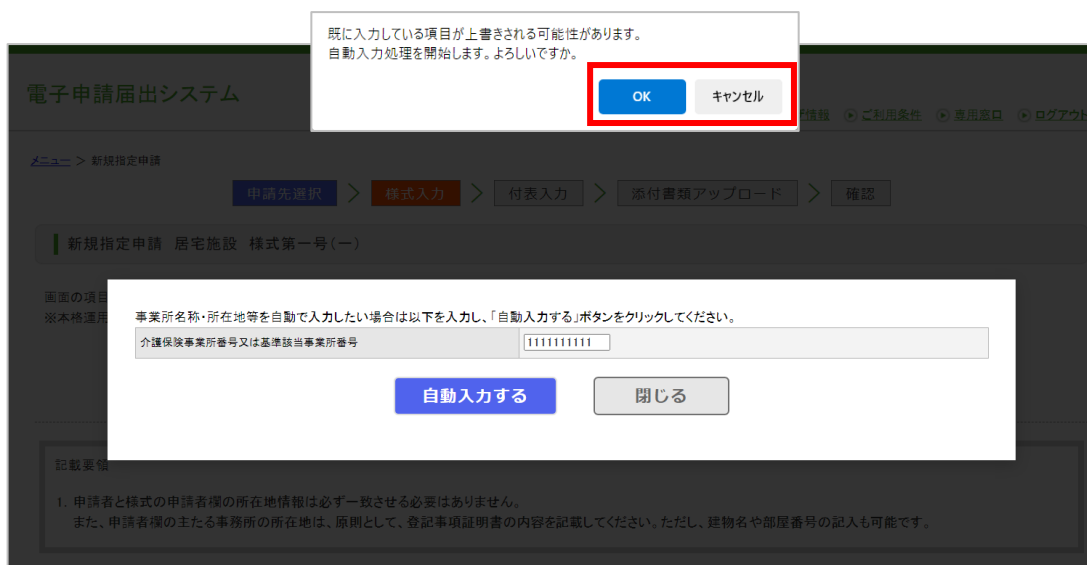 既に入力している項目が上書きされる可能性があります。
自動入力処理を開始します。よろしいですか。
OK キャンセル
電子申請届出システム
情報 ご利用条件 専用窓口 ログアウト
メニュー > 新規指定申請
申請先選択 > 様式入力 > 付表入力 > 添付書類アップロード > 確認
新規指定申請 居宅施設 様式第一号(一)
画面の項目
※本格運用
事業所名称・所在地等を自動で入力したい場合は以下を入力し、「自動入力する」ボタンをクリックしてください。
介護保険事業所番号又は基準該当事業所番号 1111111111
自動入力する 閉じる
記載要領
1. 申請者と様式の申請者欄の所在地情報は必ず一致させる必要はありません。
また、申請者欄の主たる事務所の所在地は、原則として、登記事項証明書の内容を記載してください。ただし、建物名や部屋番号の記入も可能です。